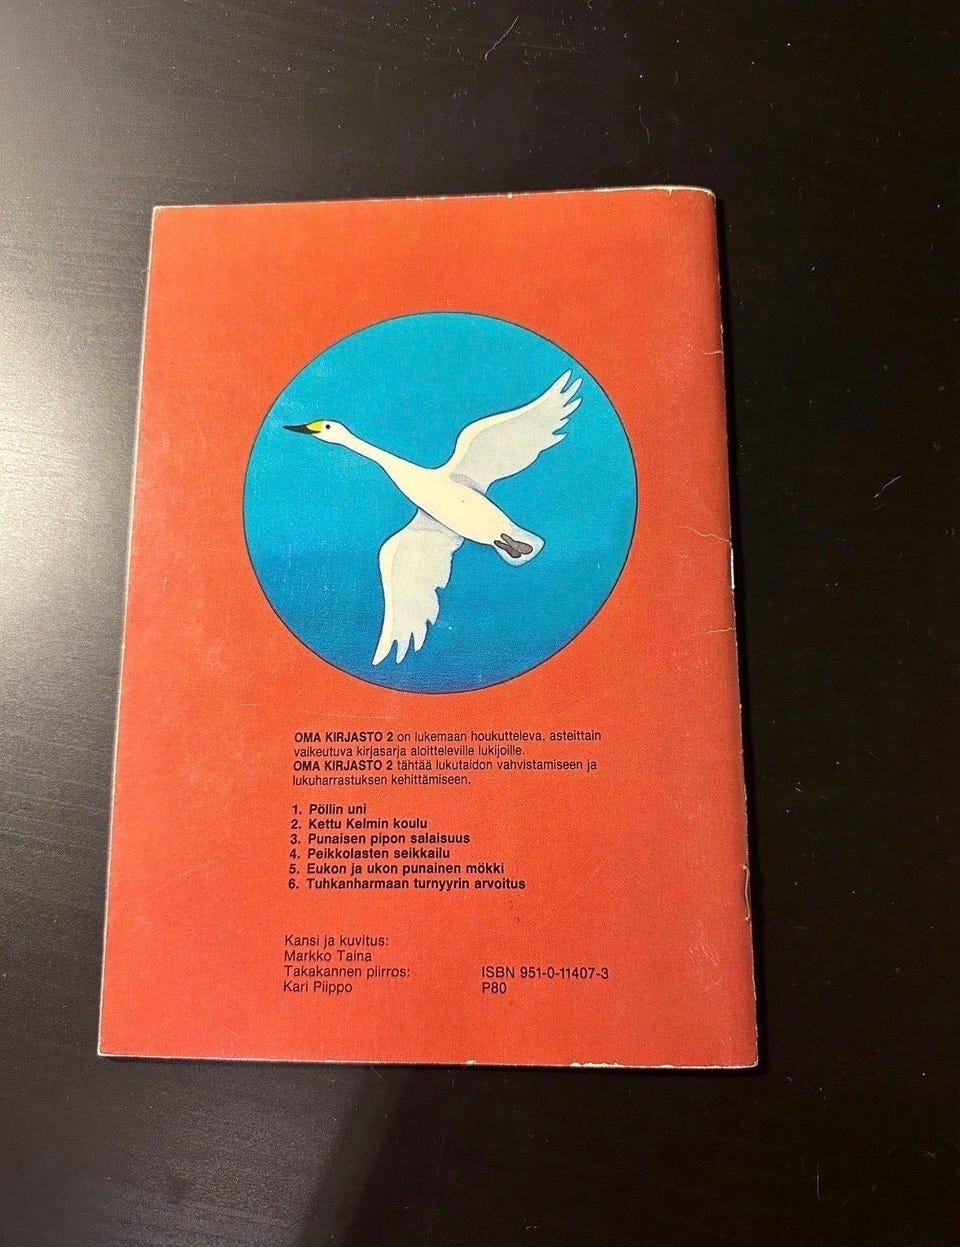 OMA KIRJASTO 2 on lukemaan houkutteleva, asteittain
vaikeutuva kirjasarja aloitteleville lukijoille.
OMA KIRJASTO 2 tähtää lukutaidon vahvistamiseen ja
lukuharrastuksen kehittämiseen.
1. Pöllin uni
2. Kettu Kelmin koulu
3. Punaisen pipon salaisuus
4. Peikkolasten seikkailu
5. Eukon ja ukon punainen mökki
6. Tuhkanharmaan turnyyrin arvoitus
Kansi ja kuvitus:
Markko Taina
Takakannen piirros:
Kari Piippo
ISBN 951-0-11407-3
P80